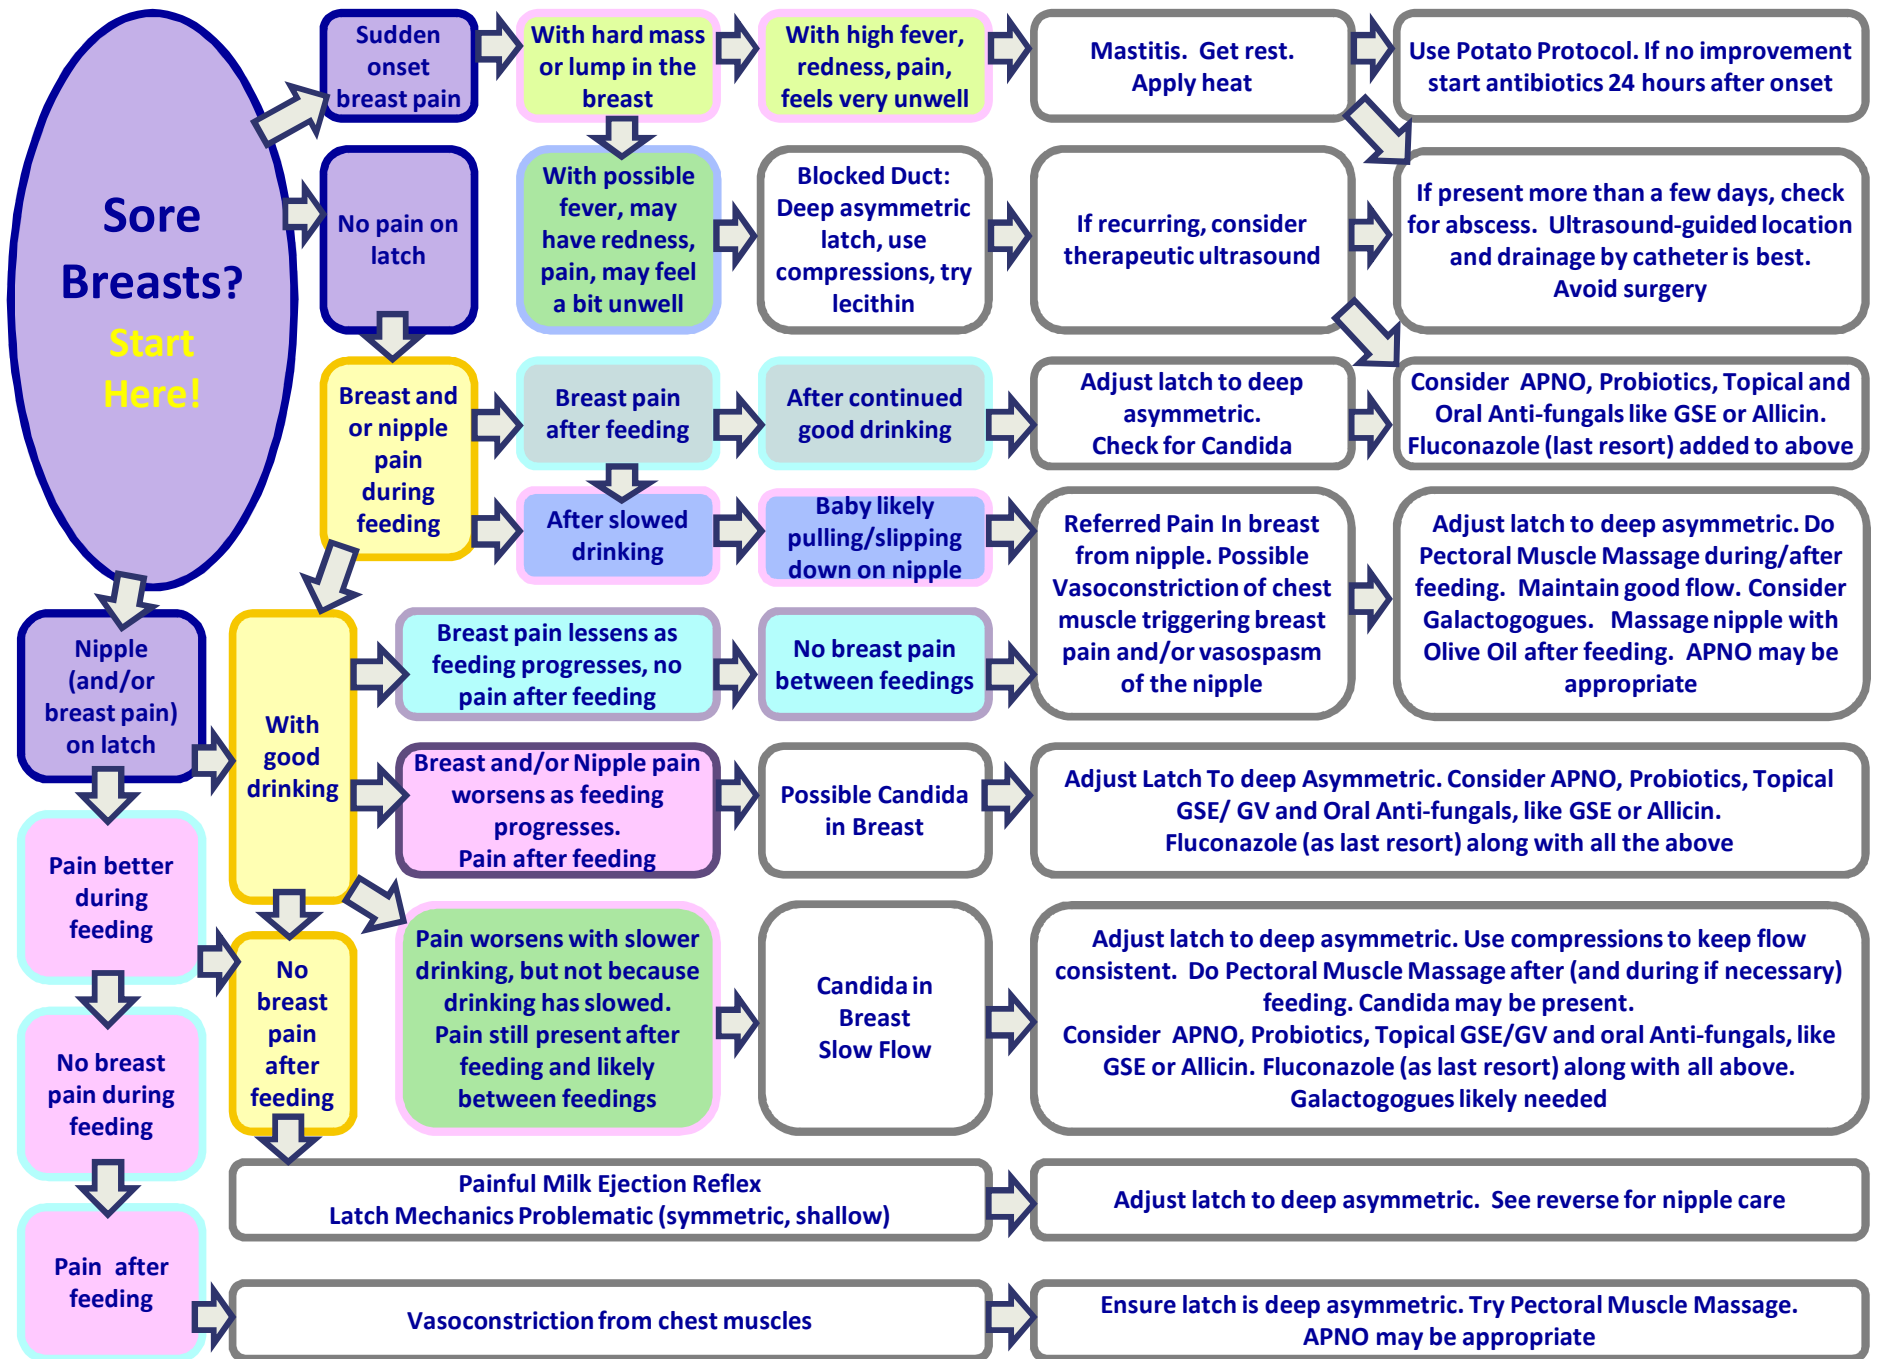 Sore
Breasts?
Start
Here!
Sudden
onset
breast pain
With hard mass
or lump in the
breast
With high fever,
redness, pain,
feels very unwell
Mastitis. Get rest.
Apply heat
Use Potato Protocol. If no improvement
start antibiotics 24 hours after onset
No pain on
latch
With possible
fever, may
have redness,
pain, may feel
a bit unwell
Blocked Duct:
Deep asymmetric
latch, use
compressions, try
lecithin
If recurring, consider
therapeutic ultrasound
If present more than a few days, check
for abscess. Ultrasound-guided location
and drainage by catheter is best.
Avoid surgery
Breast and
or nipple
pain
during
feeding
Breast pain
after feeding
After continued
good drinking
Adjust latch to deep
asymmetric.
Check for Candida
Consider APNO, Probiotics, Topical and
Oral Anti-fungals like GSE or Allicin.
Fluconazole (last resort) added to above
After slowed
drinking
Baby likely
pulling/slipping
down on nipple
Referred Pain In breast
from nipple. Possible
Vasoconstriction of chest
muscle triggering breast
pain and/or vasospasm
of the nipple
Adjust latch to deep asymmetric. Do
Pectoral Muscle Massage during/after
feeding. Maintain good flow. Consider
Galactogogues. Massage nipple with
Olive Oil after feeding. APNO may be
appropriate
Nipple
(and/or
breast pain)
on latch
With
good
drinking
Breast pain lessens as
feeding progresses, no
pain after feeding
No breast pain
between feedings
Breast and/or Nipple pain
worsens as feeding
progresses.
Pain after feeding
Possible Candida
in Breast
Adjust Latch To deep Asymmetric. Consider APNO, Probiotics, Topical
GSE/ GV and Oral Anti-fungals, like GSE or Allicin.
Fluconazole (as last resort) along with all the above
Pain better
during
feeding
No
breast
pain
after
feeding
Pain worsens with slower
drinking, but not because
drinking has slowed.
Pain still present after
feeding and likely
between feedings
Candida in
Breast
Slow Flow
Adjust latch to deep asymmetric. Use compressions to keep flow
consistent. Do Pectoral Muscle Massage after (and during if necessary)
feeding. Candida may be present.
Consider APNO, Probiotics, Topical GSE/GV and oral Anti-fungals, like
GSE or Allicin. Fluconazole (as last resort) along with all above.
Galactogogues likely needed
No breast
pain during
feeding
Painful Milk Ejection Reflex
Latch Mechanics Problematic (symmetric, shallow)
Adjust latch to deep asymmetric. See reverse for nipple care
Pain after
feeding
Vasoconstriction from chest muscles
Ensure latch is deep asymmetric. Try Pectoral Muscle Massage.
APNO may be appropriate